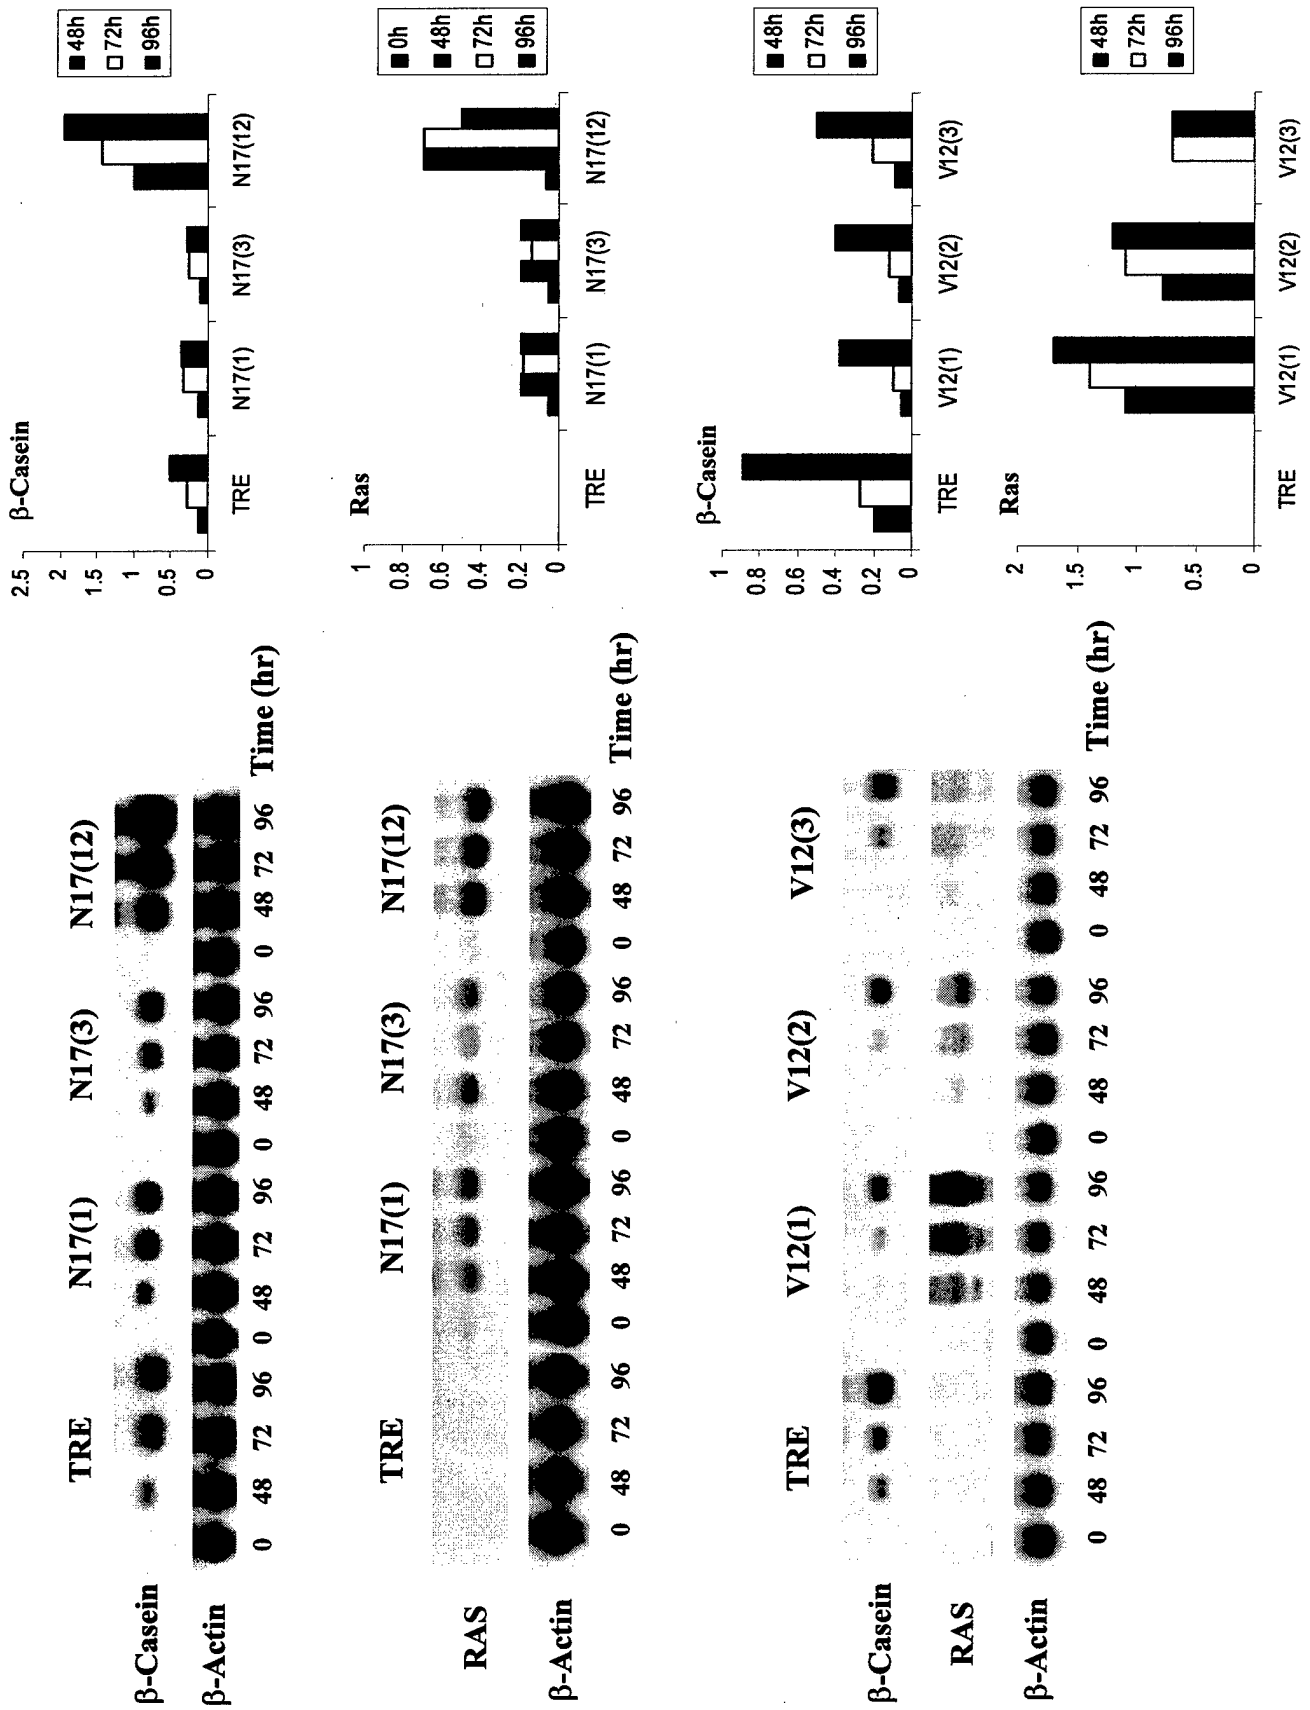 TRE N17(1) N17(3) N17(12)
β-Casein
β-Actin
0 48 72 96 0 48 72 96 0 48 72 96 0 48 72 96 Time (hr)
β-Casein
2.5
2
1.5
1
0.5
0
TRE N17(1) N17(3) N17(12)
48h
72h
96h
TRE N17(1) N17(3) N17(12)
RAS
β-Actin
0 48 72 96 0 48 72 96 0 48 72 96 0 48 72 96 Time (hr)
Ras
1
0.8
0.6
0.4
0.2
0
TRE N17(1) N17(3) N17(12)
0h
48h
72h
96h
TRE V12(1) V12(2) V12(3)
β-Casein
RAS
β-Actin
0 48 72 96 0 48 72 96 0 48 72 96 0 48 72 96 Time (hr)
β-Casein
1
0.8
0.6
0.4
0.2
0
TRE V12(1) V12(2) V12(3)
48h
72h
96h
Ras
2
1.5
1
0.5
0
TRE V12(1) V12(2) V12(3)
48h
72h
96h